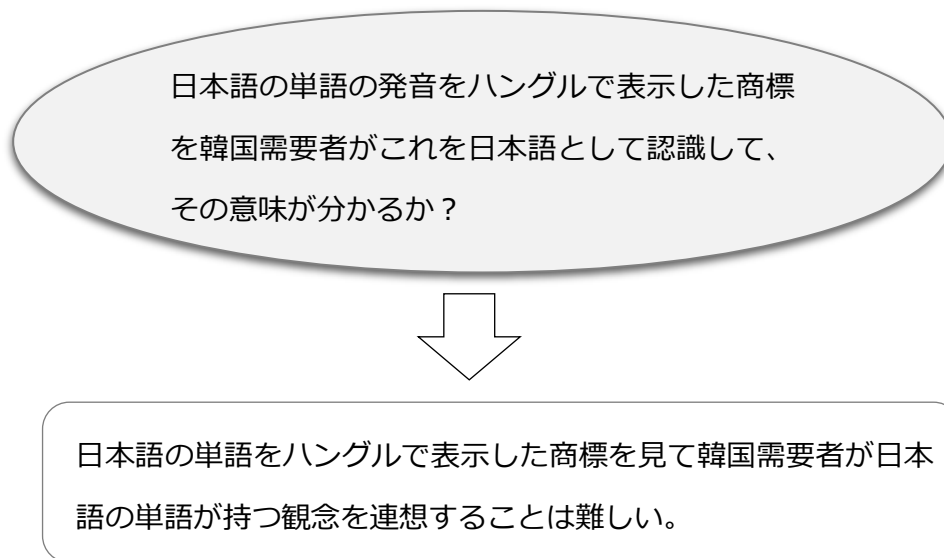 日本語の単語の発音をハングルで表示した商標
を韓国需要者がこれを日本語として認識して、
その意味が分かるか？
日本語の単語をハングルで表示した商標を見て韓国需要者が日本
語の単語が持つ観念を連想することは難しい。